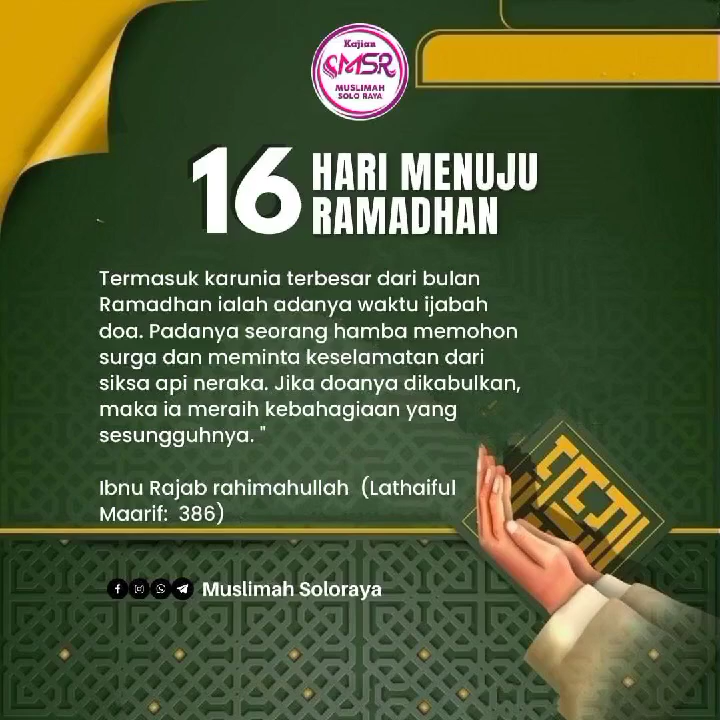 Kajian
MSR
MUSLIMAH
SOLO RAYA
16 HARI MENUJU
RAMADHAN
Termasuk karunia terbesar dari bulan
Ramadhan ialah adanya waktu ijabah
doa. Padanya seorang hamba memohon
surga dan meminta keselamatan dari
siksa api neraka. Jika doanya dikabulkan,
maka ia meraih kebahagiaan yang
sesungguhnya. "
Ibnu Rajab rahimahullah (Lathaiful
Maarif: 386)
Muslimah Soloraya